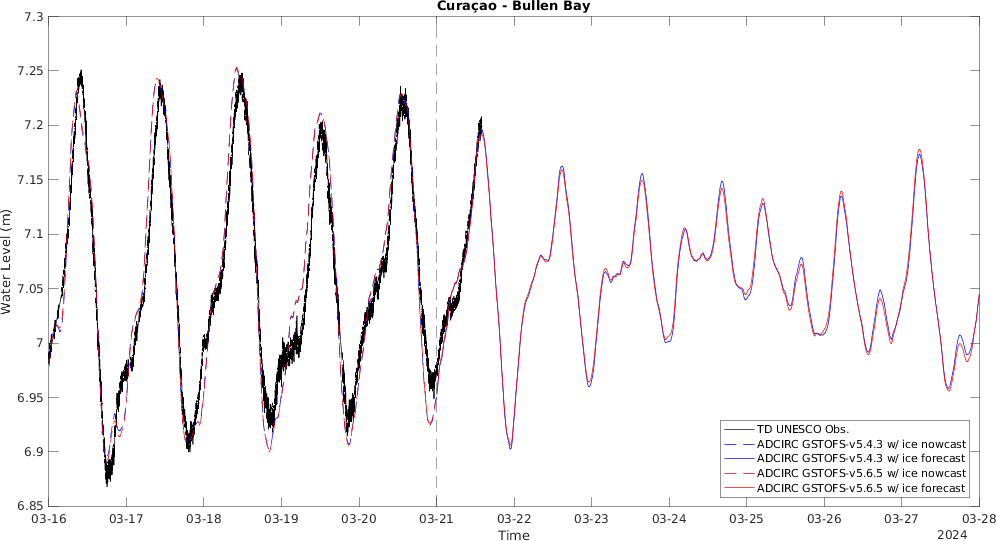 Curaçao - Bullen Bay
7.3
7.25
7.2
7.15
7.1
7.05
7
6.95
6.9
6.85
Water Level (m)
TD UNESCO Obs.
ADCIRC GSTOFS-v5.4.3 w/ ice nowcast
ADCIRC GSTOFS-v5.4.3 w/ ice forecast
ADCIRC GSTOFS-v5.6.5 w/ ice nowcast
ADCIRC GSTOFS-v5.6.5 w/ ice forecast
03-16 03-17 03-18 03-19 03-20 03-21 03-22 03-23 03-24 03-25 03-26 03-27 03-28
Time
2024